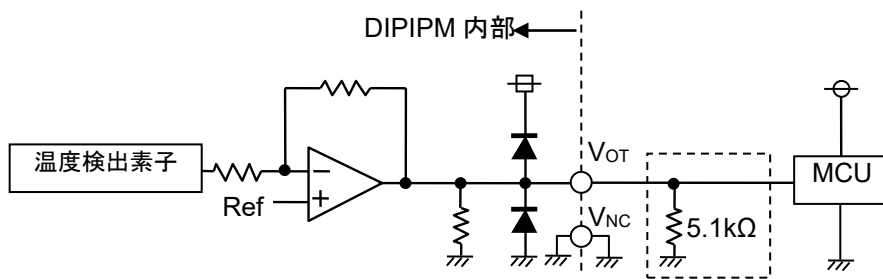 DIPIPM 内部
温度検出素子
Ref
−
+
VOT
VNC
5.1kΩ
MCU